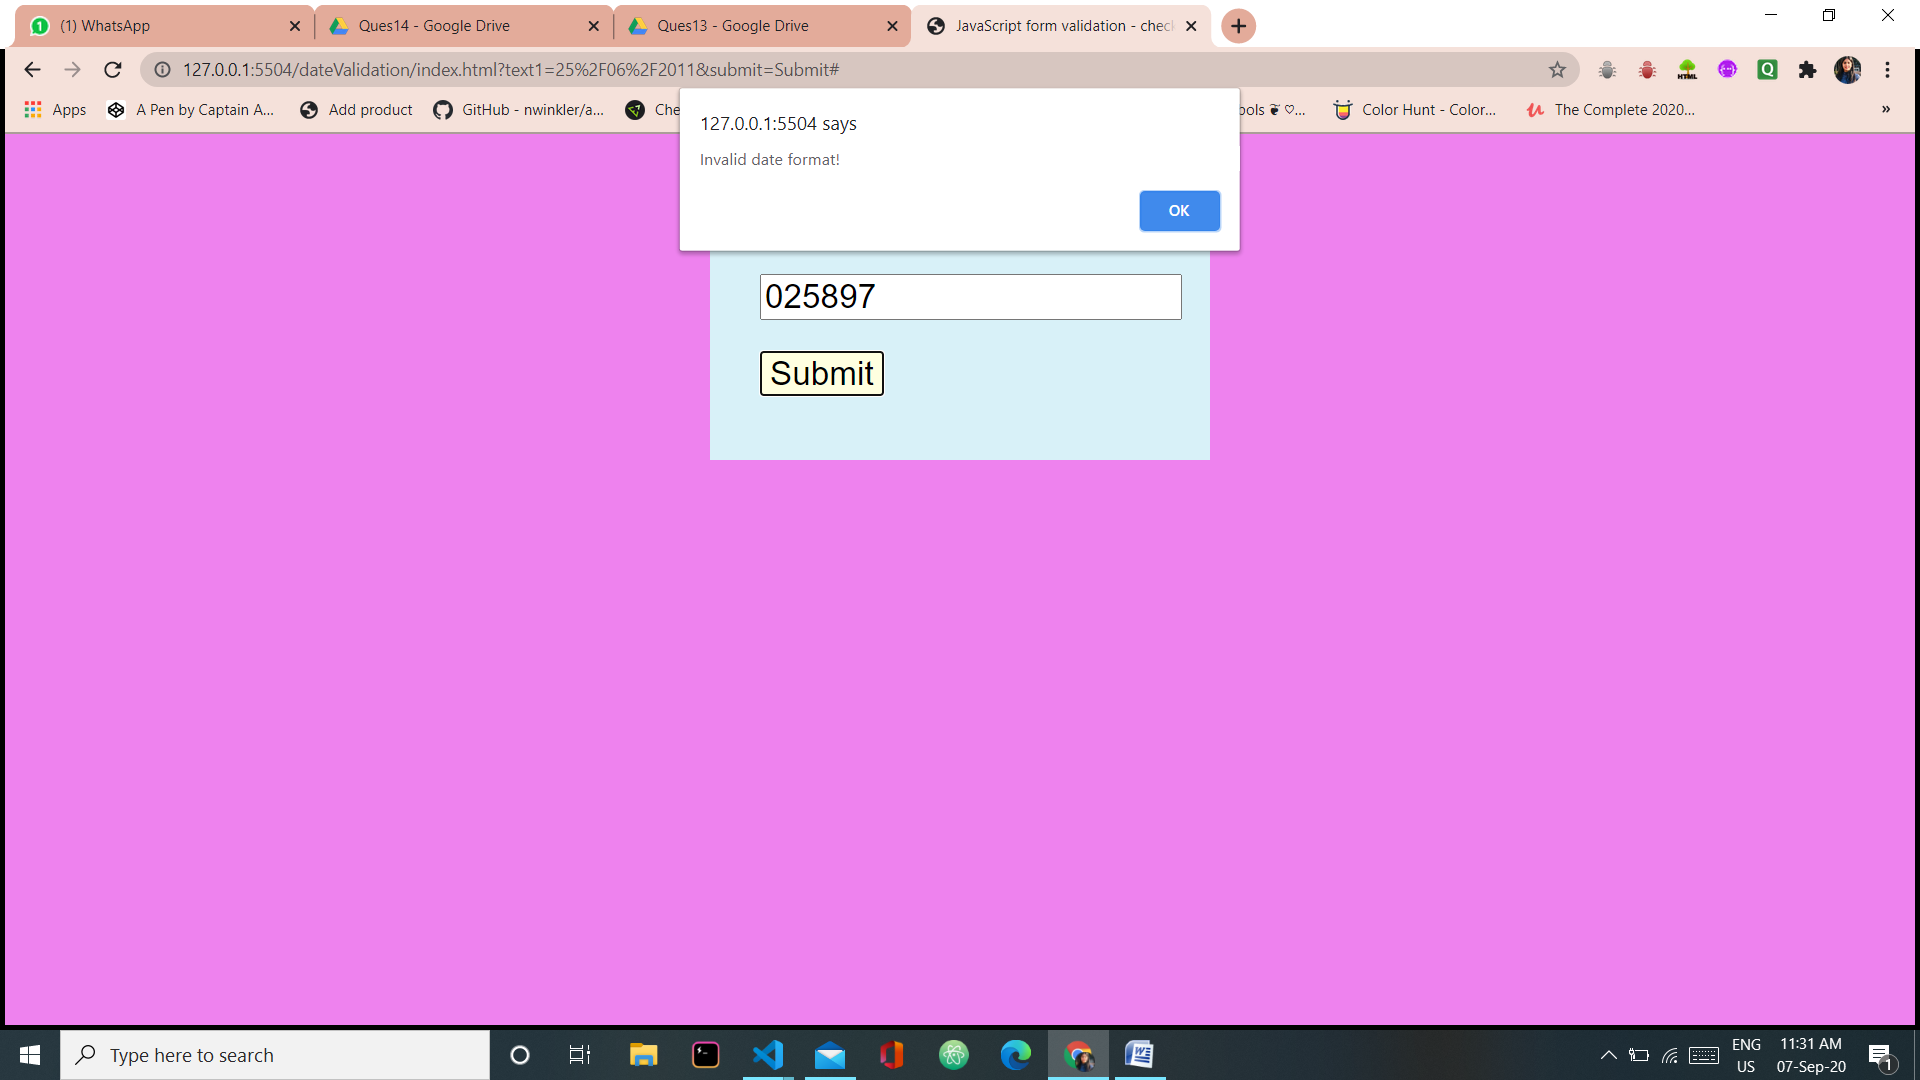 (1) WhatsApp
Ques14 - Google Drive
Ques13 - Google Drive
JavaScript form validation - chec
127.0.0.1:5504/dateValidation/index.html?text1=25%2F06%2F2011&submit=Submit#
HTML
Q
Apps
A Pen by Captain A...
Add product
GitHub - nwinkler/a...
Che
ools ❦ ♡...
Color Hunt - Color...
The Complete 2020...
»
127.0.0.1:5504 says
Invalid date format!
OK
025897
Submit
Type here to search
ENG
US
11:31 AM
07-Sep-20
1